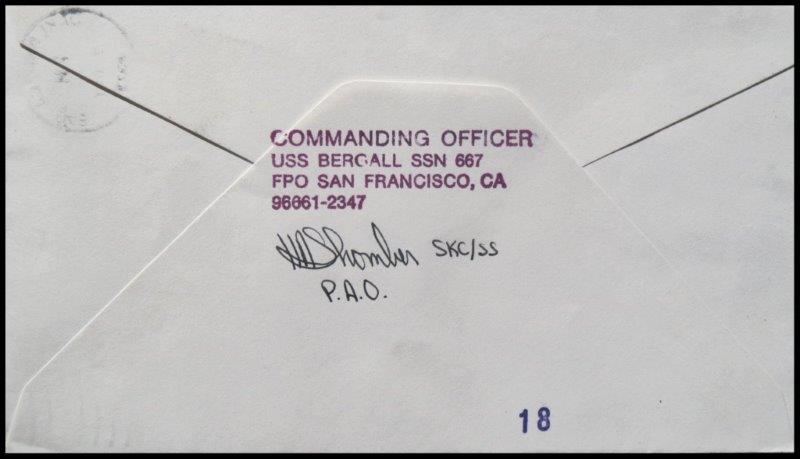 COMMANDING OFFICER
USS BERGALL SSN 667
FPO SAN FRANCISCO, CA
96661-2347
SKC/SS
P.A.O.
18